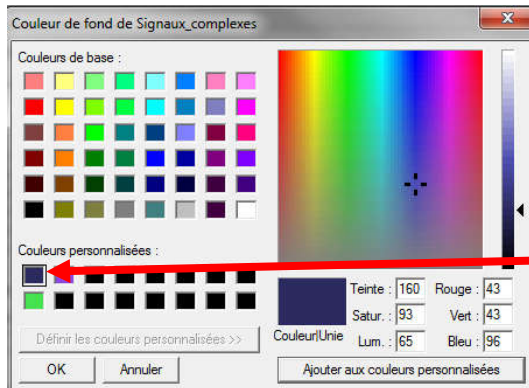 Couleur de fond de Signaux_complexes
Couleurs de base :
Couleurs personnalisées :
Définir les couleurs personnalisées >>
OK Annuler
Couleur|Unie
Teinte : 160 Rouge : 43
Satur. : 93 Vert : 43
Lum. : 65 Bleu : 96
Ajouter aux couleurs personnalisées